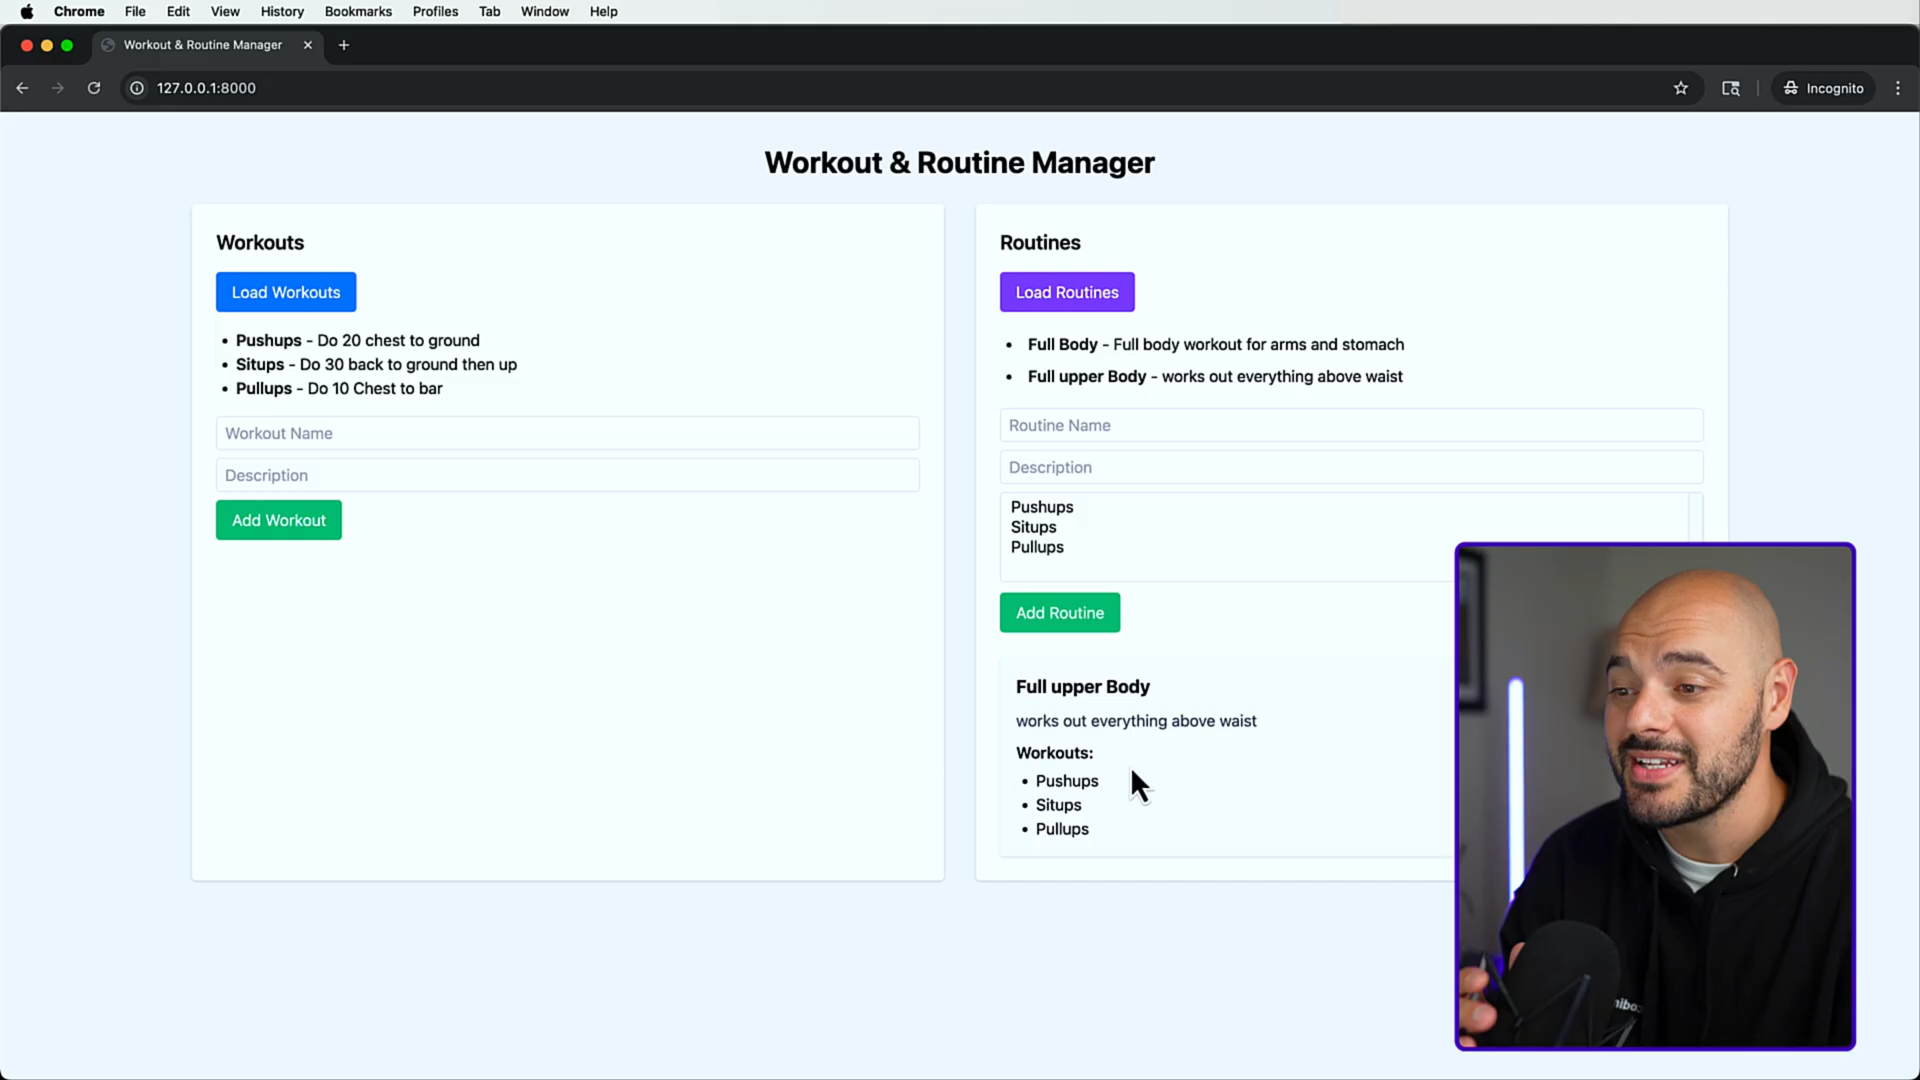 Chrome File Edit View History Bookmarks Profiles Tab Window Help
Workout & Routine Manager
127.0.0.1:8000
Incognito
Workout & Routine Manager
Workouts
Load Workouts
• Pushups - Do 20 chest to ground
• Situps - Do 30 back to ground then up
• Pullups - Do 10 Chest to bar
Workout Name
Description
Add Workout
Routines
Load Routines
• Full Body - Full body workout for arms and stomach
• Full upper Body - works out everything above waist
Routine Name
Description
Pushups
Situps
Pullups
Add Routine
Full upper Body
works out everything above waist
Workouts:
• Pushups
• Situps
• Pullups